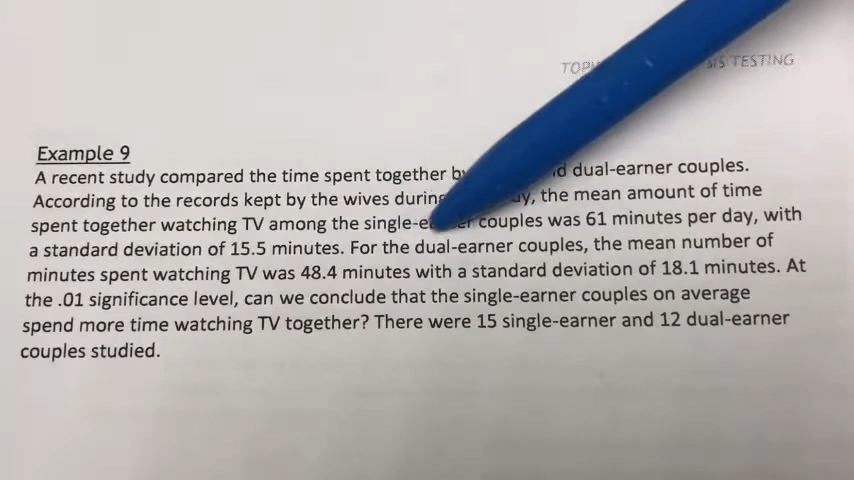 SIS TESTING
Example 9
A recent study compared the time spent together dual-earner couples.
According to the records kept by the wives the mean amount of time
spent together watching TV among the couples was 61 minutes per day, with
a standard deviation of 15.5 minutes. For the dual-earner couples, the mean number of
minutes spent watching TV was 48.4 minutes with a standard deviation of 18.1 minutes. At
the .01 significance level, can we conclude that the single-earner couples on average
spend more time watching TV together? There were 15 single-earner and 12 dual-earner
couples studied.